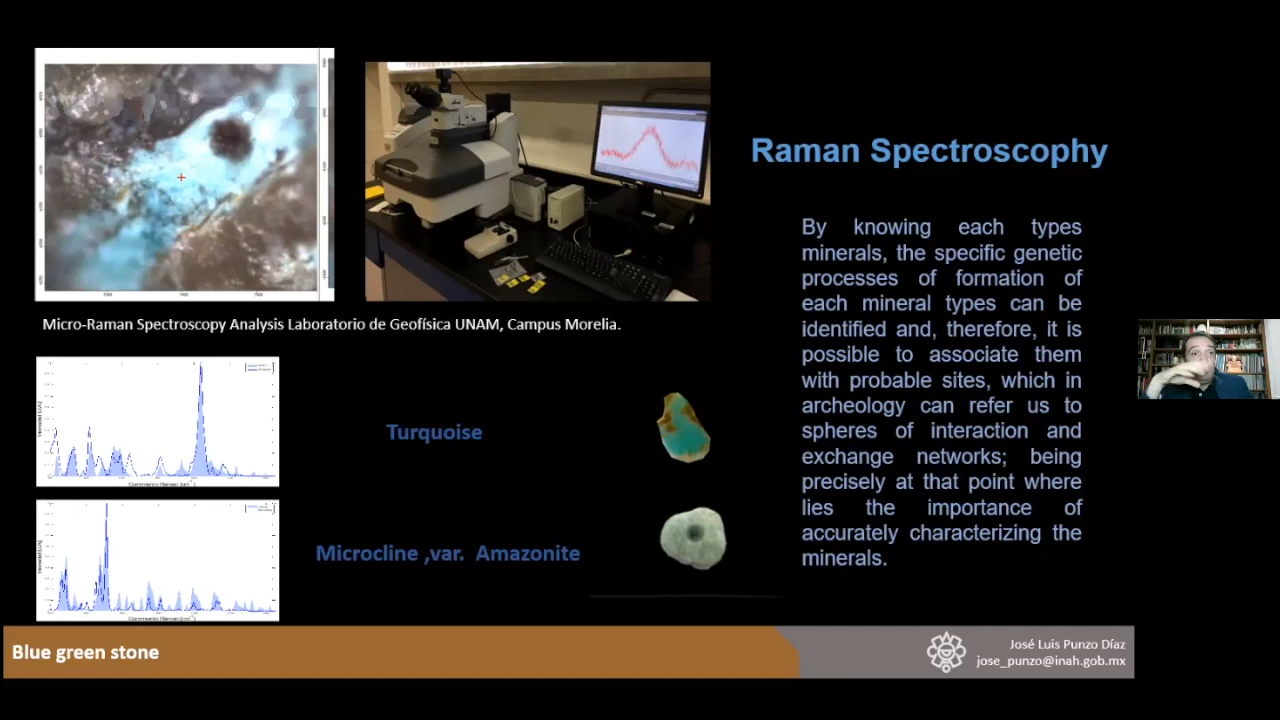 Raman Spectroscophy
By knowing each types
minerals, the specific genetic
processes of formation of
each mineral types can be
identified and, therefore, it is
possible to associate them
with probable sites, which in
archeology can refer us to
spheres of interaction and
exchange networks; being
precisely at that point where
lies the importance of
accurately characterizing the
minerals.
Micro-Raman Spectroscopy Analysis Laboratorio de Geofísica UNAM, Campus Morelia.
Turquoise
Microcline ,var. Amazonite
Blue green stone
José Luis Punzo Díaz
jose_punzo@inah.gob.mx